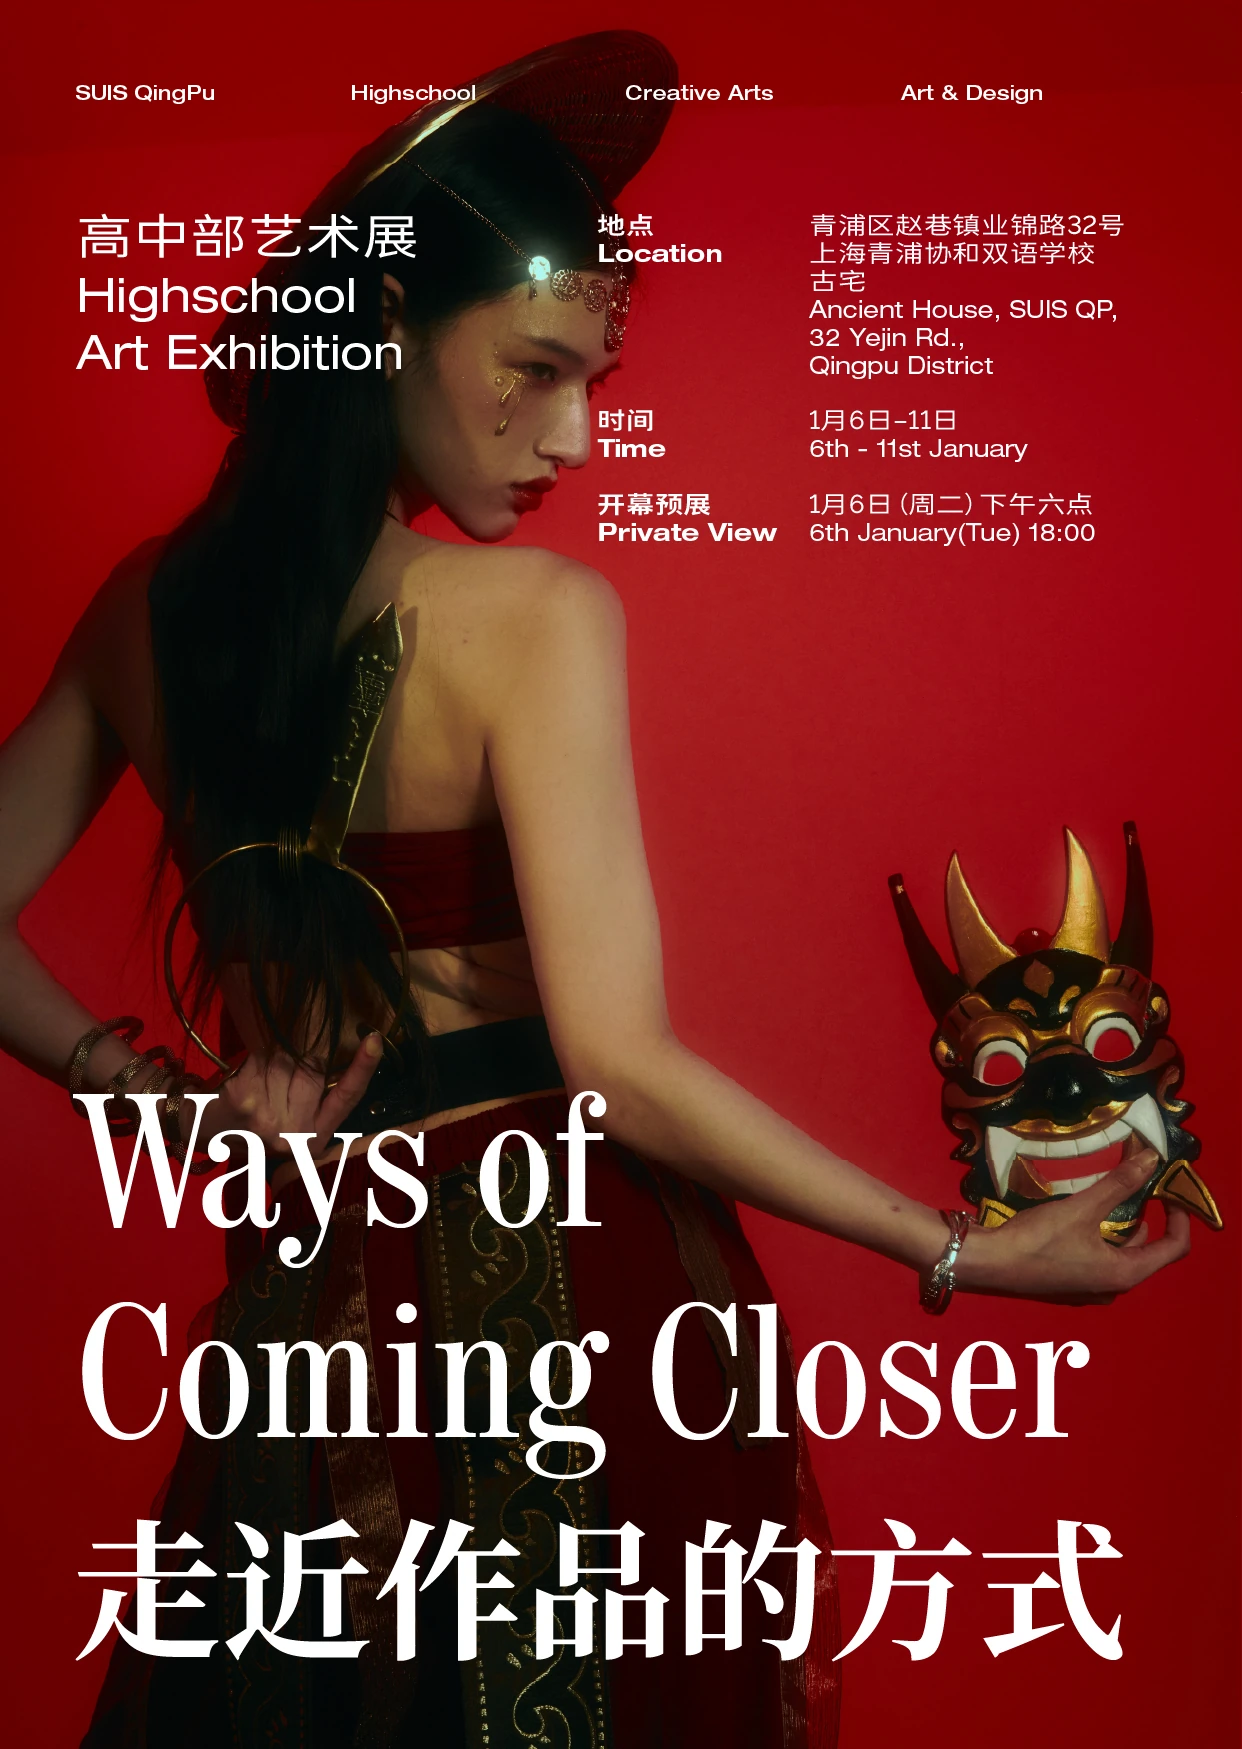 SUIS QingPu
Highschool
Creative Arts
Art & Design
高中部艺术展
Highschool
Art Exhibition
地点
Location
青浦区赵巷镇业锦路32号
上海青浦协和双语学校
古宅
Ancient House, SUIS QP,
32 Yejin Rd.,
Qingpu District
时间
Time
1月6日–11日
6th - 11st January
开幕预展
Private View
1月6日（周二）下午六点
6th January(Tue) 18:00
Ways of
Coming Closer
走近作品的方式